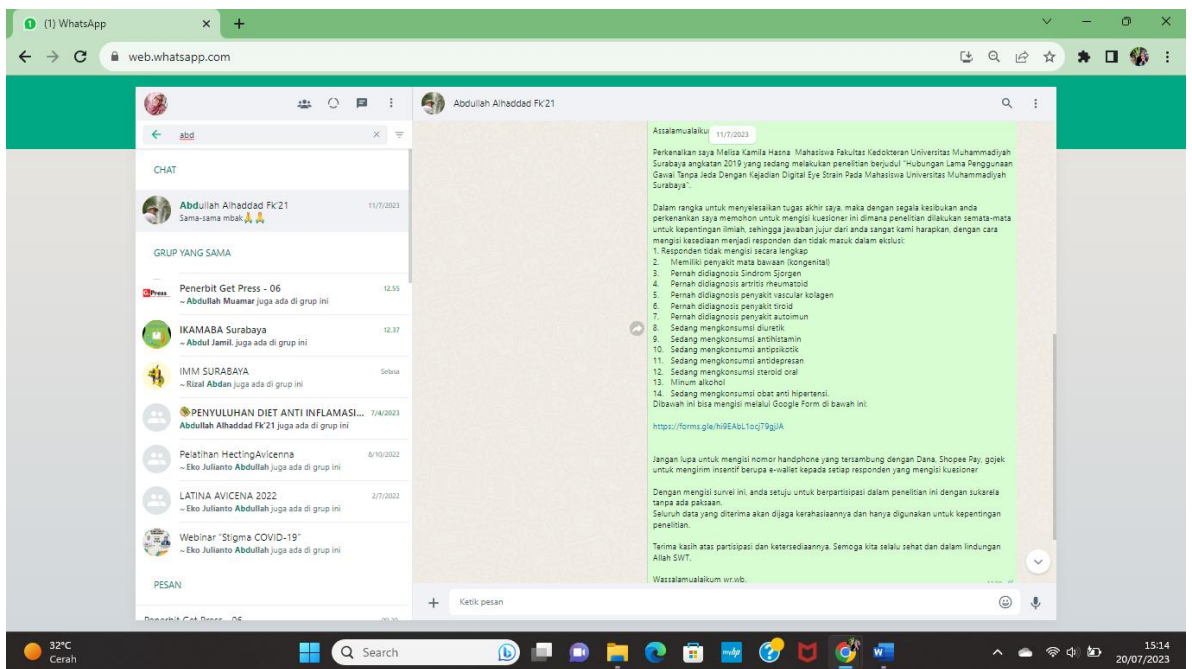 (1) WhatsApp
web.whatsapp.com
abd
CHAT
Abdullah Alhaddad Fk'21
11/7/2023
Sama-sama mbak
GRUP YANG SAMA
Penerbit Get Press - 06
12.55
~ Abdullah Muamar juga ada di grup ini
IKAMABA Surabaya
12.37
~ Abdul Jamil. juga ada di grup ini
IMM SURABAYA
Selasa
~ Rizal Abdan juga ada di grup ini
PENYULUHAN DIET ANTI INFLAMASI...
7/4/2023
Abdullah Alhaddad Fk'21 juga ada di grup ini
Pelatihan HectingAvicenna
8/10/2022
~ Eko Julianto Abdullah juga ada di grup ini
LATINA AVICENA 2022
2/7/2022
~ Eko Julianto Abdullah juga ada di grup ini
Webinar "Stigma COVID-19"
~ Eko Julianto Abdullah juga ada di grup ini
PESAN
Penerbit Get Press - 06
Abdullah Alhaddad Fk'21
11/7/2023
Assalamualaiku
Perkenalkan saya Melisa Kamila Hasna Mahasiswa Fakultas Kedokteran Universitas Muhammadiyah
Surabaya angkatan 2019 yang sedang melakukan penelitian berjudul "Hubungan Lama Penggunaan
Gawai Tanpa Jeda Dengan Kejadian Digital Eye Strain Pada Mahasiswa Universitas Muhammadiyah
Surabaya".
Dalam rangka untuk menyelesaikan tugas akhir saya, maka dengan segala kesibukan anda
perkenankan saya memohon untuk mengisi kuesioner ini dimana penelitian dilakukan semata-mata
untuk kepentingan ilmiah, sehingga jawaban jujur dari anda sangat kami harapkan, dengan cara
mengisi kesediaan menjadi responden dan tidak masuk dalam ekslusi:
1. Responden tidak mengisi secara lengkap
2. Memiliki penyakit mata bawaan (kongenital)
3. Pernah didiagnosis Sindrom Sjorgen
4. Pernah didiagnosis artritis rheumatoid
5. Pernah didiagnosis penyakit vascular kolagen
6. Pernah didiagnosis penyakit tiroid
7. Pernah didiagnosis penyakit autoimun
8. Sedang mengkonsumsi diuretik
9. Sedang mengkonsumsi antihistamin
10. Sedang mengkonsumsi antipsikotik
11. Sedang mengkonsumsi antidepresan
12. Sedang mengkonsumsi steroid oral
13. Minum alkohol
14. Sedang mengkonsumsi obat anti hipertensi.
Dibawah ini bisa mengisi melalui Google Form di bawah ini:
https://forms.gle/hi9EAbL1ocj79gjJA
Jangan lupa untuk mengisi nomor handphone yang tersambung dengan Dana, Shopee Pay, gojek
untuk mengirim insentif berupa e-wallet kepada setiap responden yang mengisi kuesioner
Dengan mengisi survei ini, anda setuju untuk berpartisipasi dalam penelitian ini dengan sukarela
tanpa ada paksaan.
Seluruh data yang diterima akan dijaga kerahasiaannya dan hanya digunakan untuk kepentingan
penelitian.
Terima kasih atas partisipasi dan ketersediaannya. Semoga kita selalu sehat dan dalam lindungan
Allah SWT.
Wassalamualaikum wr.wb.
Ketik pesan
32°C
Cerah
Search
myhp
15:14
20/07/2023